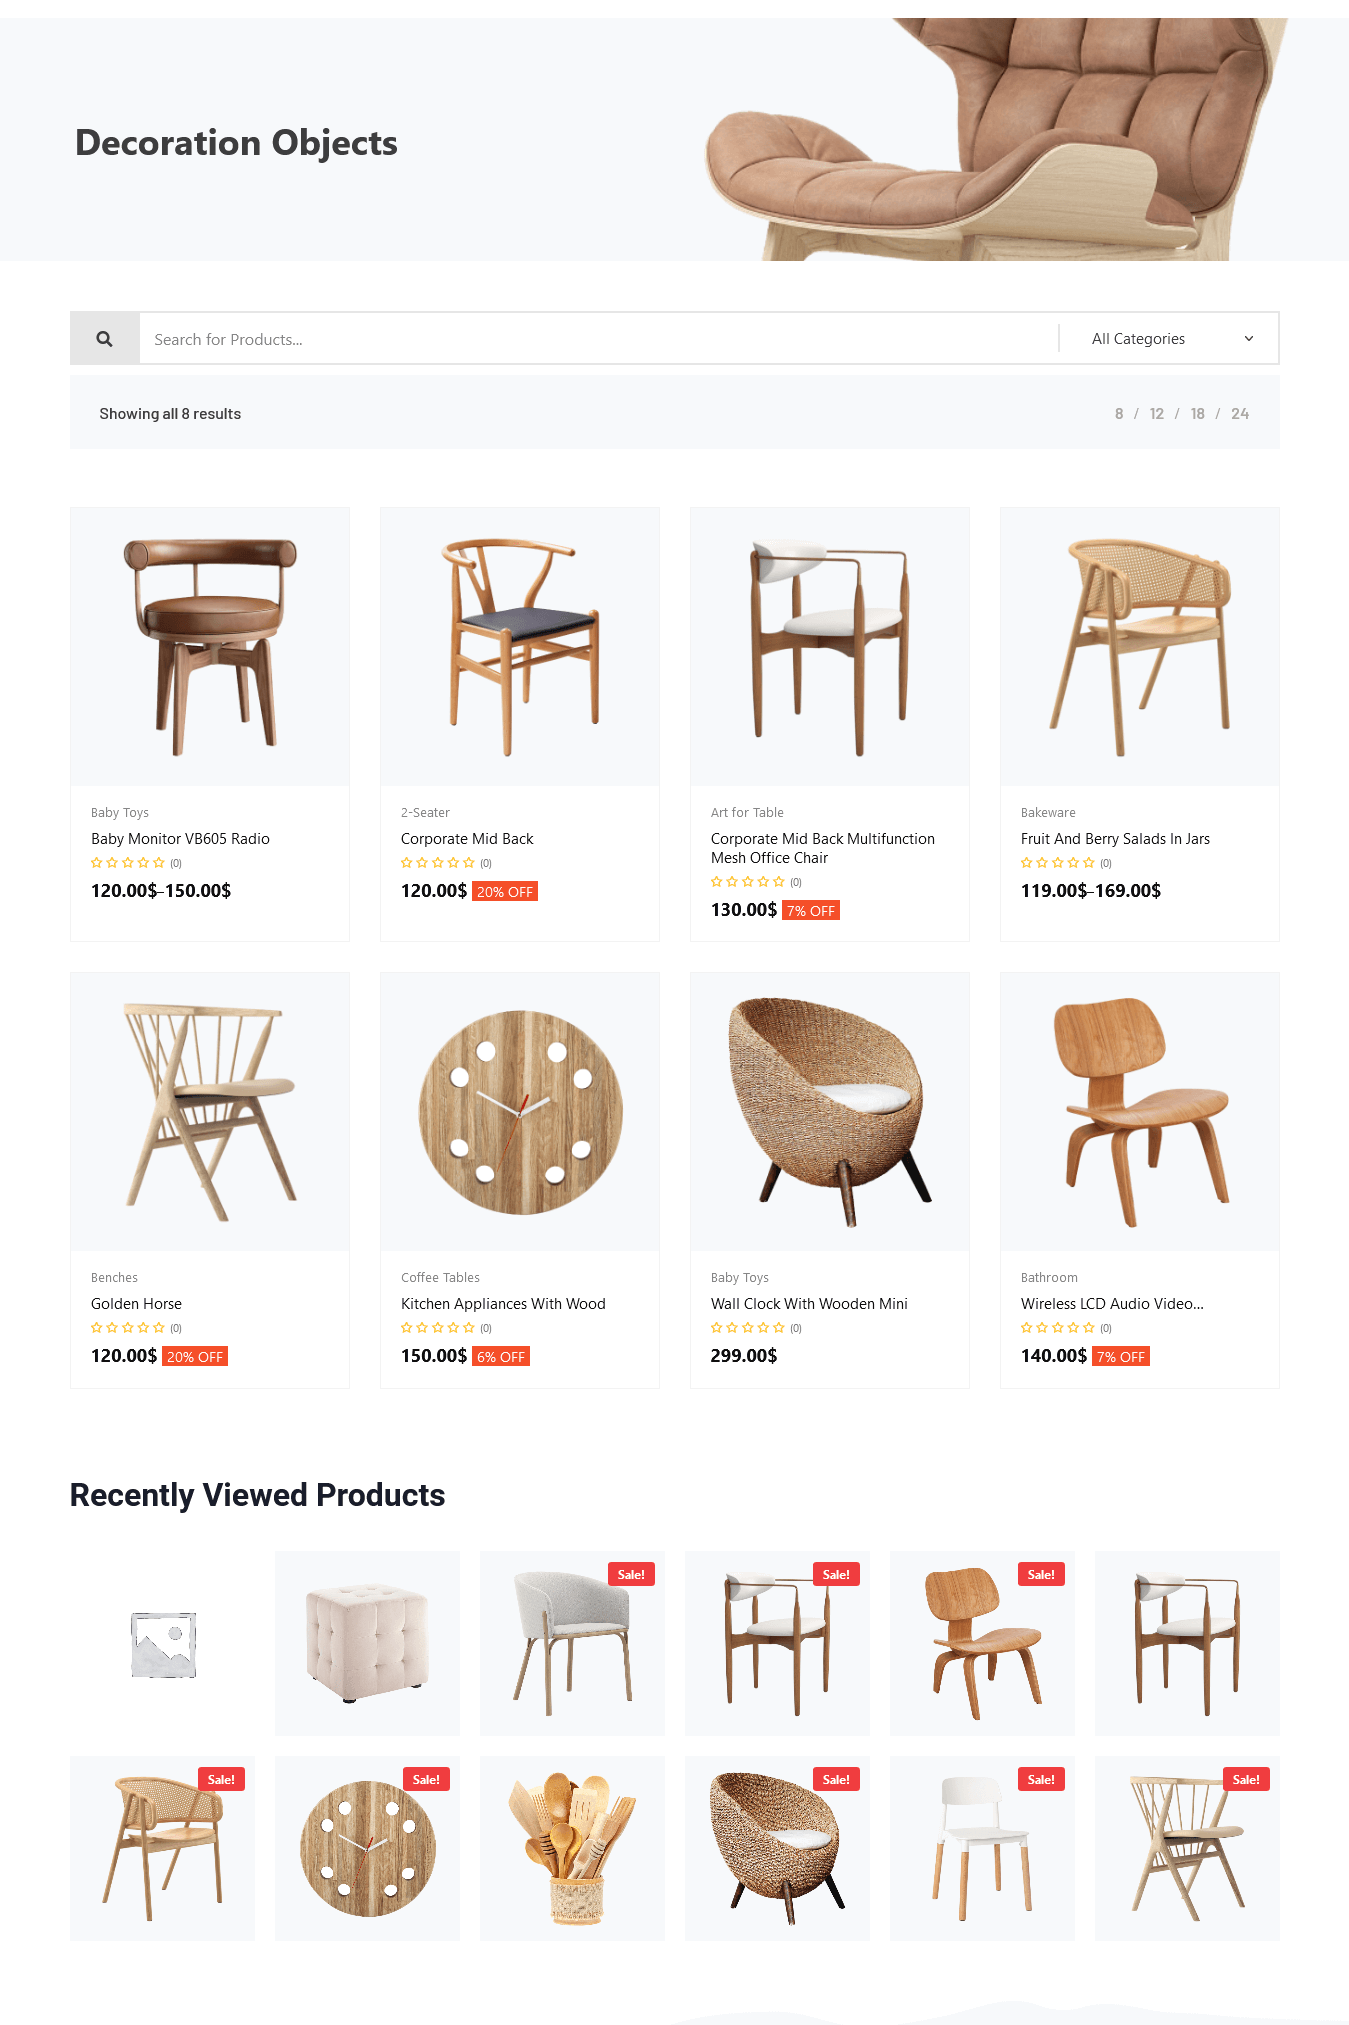 Decoration Objects
Search for Products...
All Categories
Showing all 8 results
8 / 12 / 18 / 24
Baby Toys
Baby Monitor VB605 Radio
(0)
120.00$–150.00$
2-Seater
Corporate Mid Back
(0)
120.00$ 20% OFF
Art for Table
Corporate Mid Back Multifunction
Mesh Office Chair
(0)
130.00$ 7% OFF
Bakeware
Fruit And Berry Salads In Jars
(0)
119.00$–169.00$
Benches
Golden Horse
(0)
120.00$ 20% OFF
Coffee Tables
Kitchen Appliances With Wood
(0)
150.00$ 6% OFF
Baby Toys
Wall Clock With Wooden Mini
(0)
299.00$
Bathroom
Wireless LCD Audio Video...
(0)
140.00$ 7% OFF
Recently Viewed Products
Sale!
Sale!
Sale!
Sale!
Sale!
Sale!
Sale!
Sale!